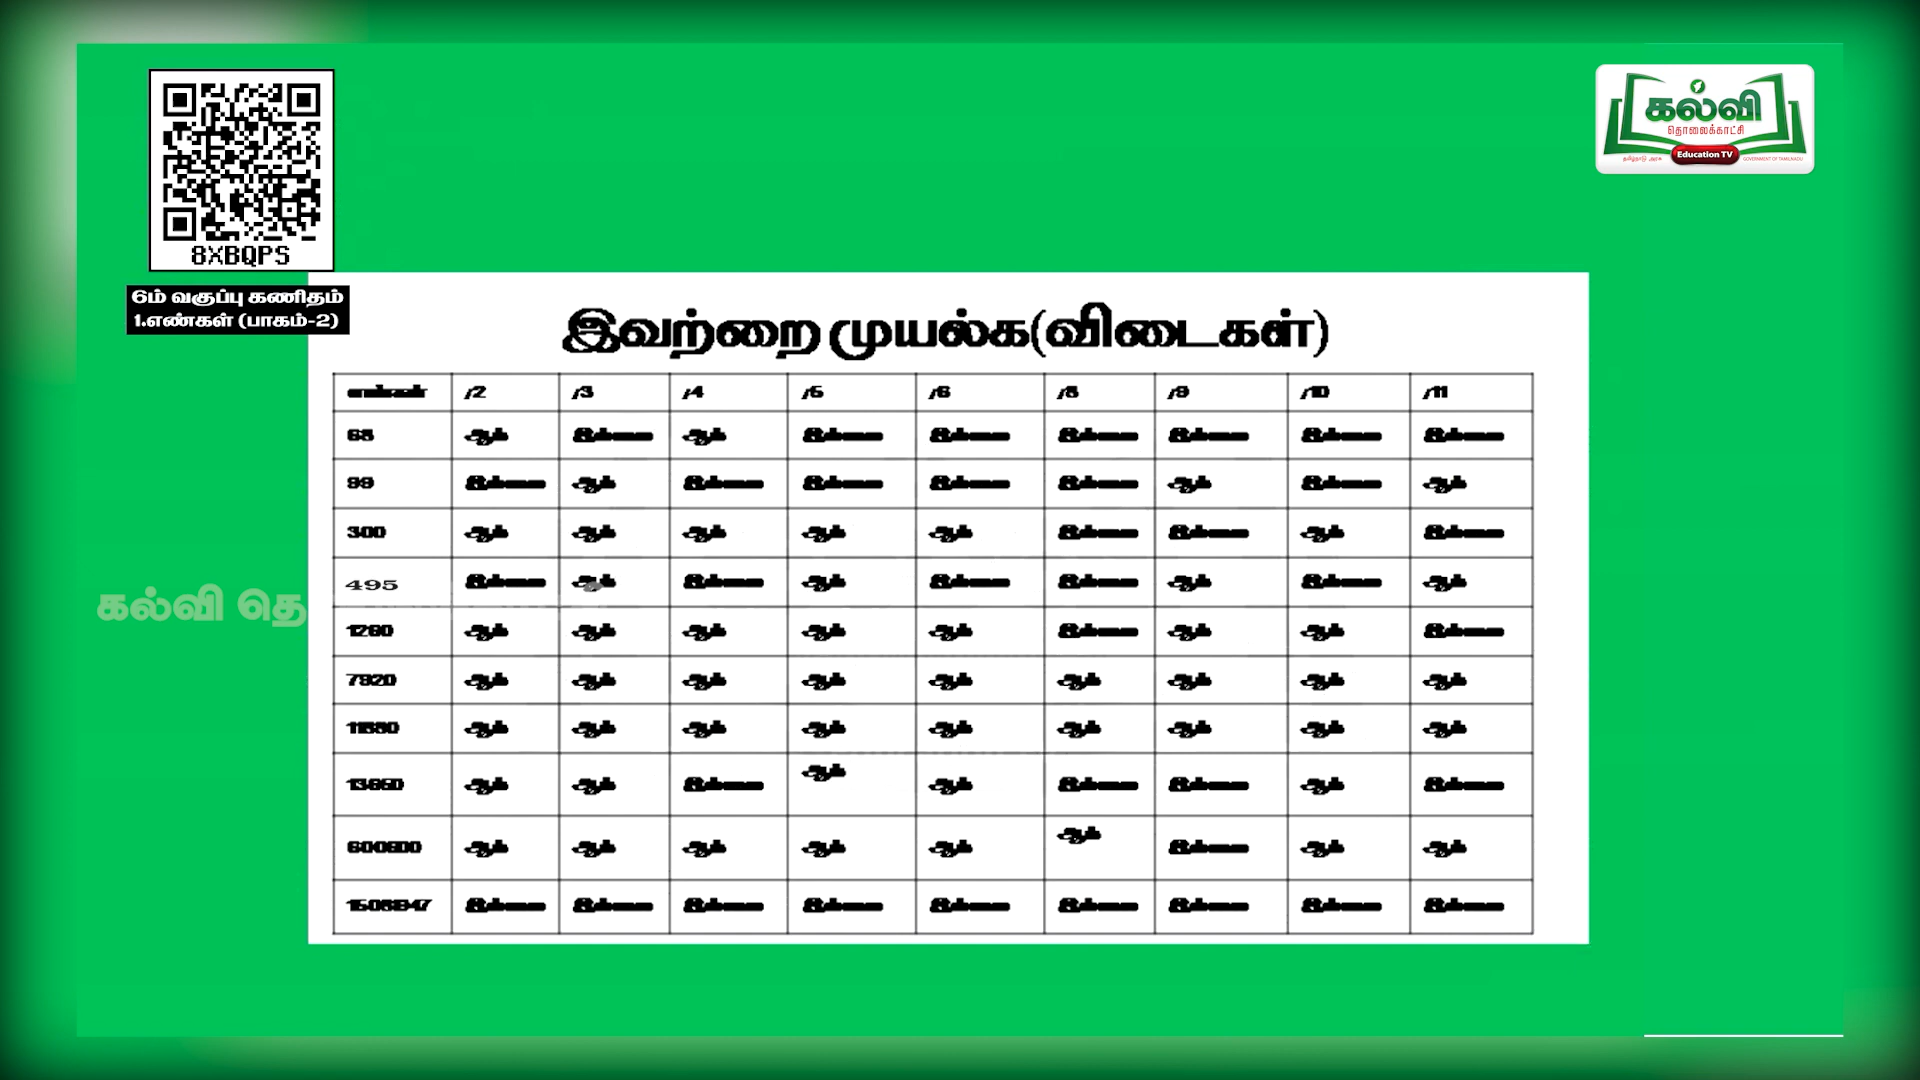 கல்வி
தொலைக்காட்சி
தமிழ்நாடு அரசு Education TV GOVERNMENT OF TAMILNADU
8XBQPS
6ம் வகுப்பு கணிதம்
1.எண்கள் (பாகம்-2)
இவற்றை முயல்க(விடைகள்)
எண்கள் /2 /3 /4 /5 /6 /8 /9 /10 /11
ஆம் இல்லை ஆம் இல்லை இல்லை இல்லை இல்லை இல்லை இல்லை
99 இல்லை ஆம் இல்லை இல்லை இல்லை இல்லை ஆம் இல்லை ஆம்
300 ஆம் ஆம் ஆம் ஆம் ஆம் இல்லை இல்லை ஆம் இல்லை
495 இல்லை ஆம் இல்லை ஆம் இல்லை இல்லை ஆம் இல்லை ஆம்
1260 ஆம் ஆம் ஆம் ஆம் ஆம் இல்லை ஆம் ஆம் இல்லை
7920 ஆம் ஆம் ஆம் ஆம் ஆம் ஆம் ஆம் ஆம் ஆம்
11880 ஆம் ஆம் ஆம் ஆம் ஆம் ஆம் ஆம் ஆம் ஆம்
13650 ஆம் ஆம் இல்லை ஆம் ஆம் இல்லை இல்லை ஆம் இல்லை
600600 ஆம் ஆம் ஆம் ஆம் ஆம் ஆம் இல்லை ஆம் ஆம்
இல்லை இல்லை இல்லை இல்லை இல்லை இல்லை இல்லை இல்லை இல்லை
கல்வி